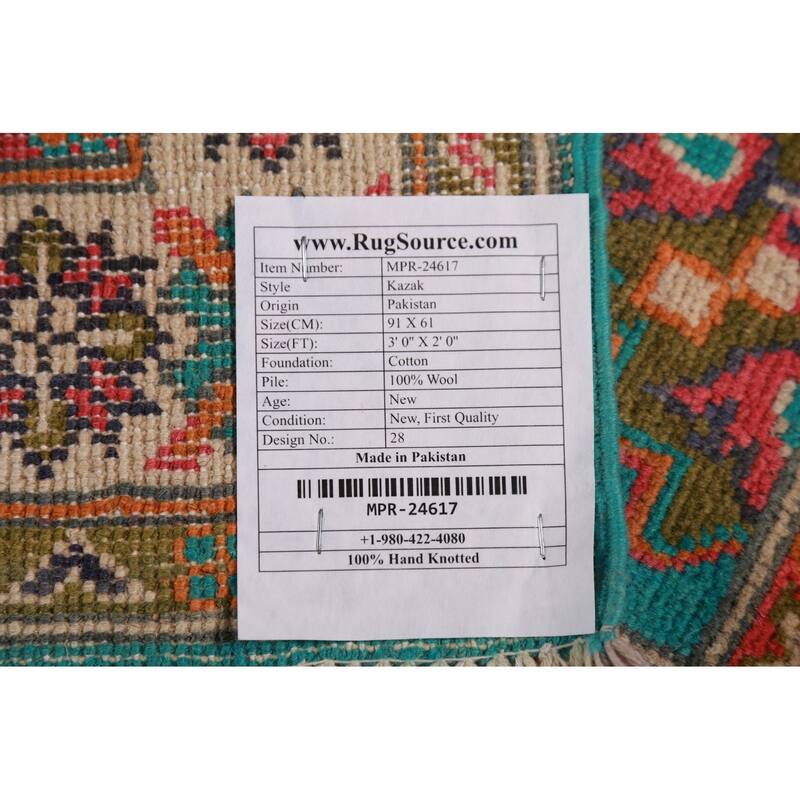 www.RugSource.com
Item Number: MPR-24617
Style Kazak
Origin Pakistan
Size(CM): 91 X 61
Size(FT): 3' 0" X 2' 0"
Foundation: Cotton
Pile: 100% Wool
Age: New
Condition: New, First Quality
Design No.: 28
Made in Pakistan
MPR-24617
+1-980-422-4080
100% Hand Knotted